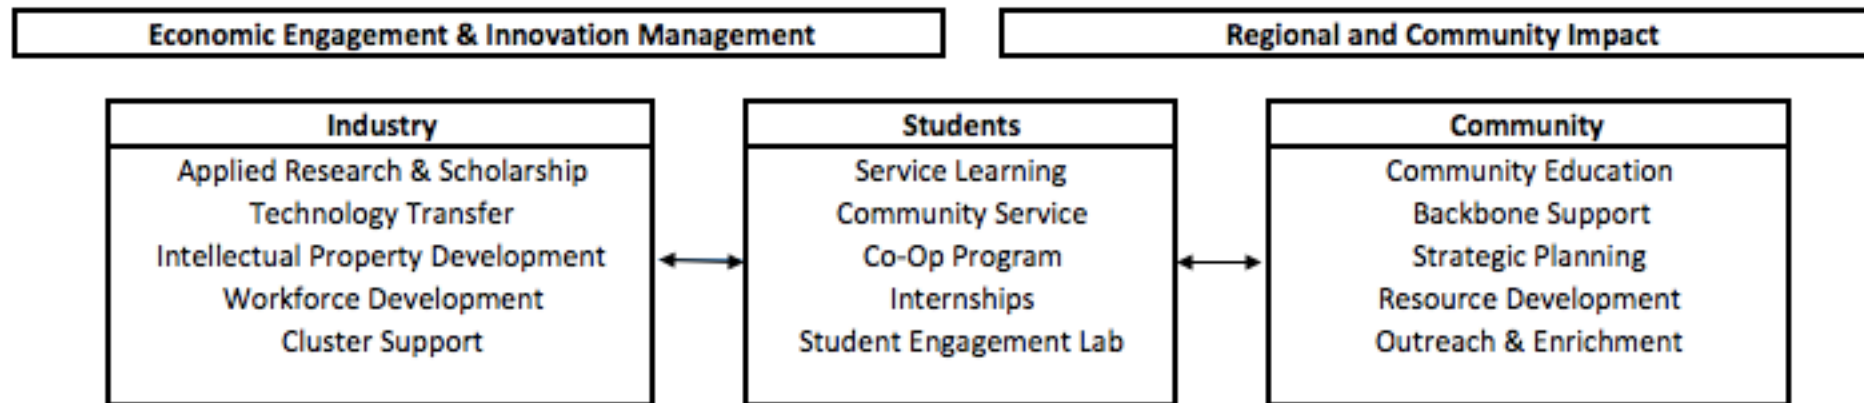 Economic Engagement & Innovation Management
Regional and Community Impact
Industry
Applied Research & Scholarship
Technology Transfer
Intellectual Property Development
Workforce Development
Cluster Support
Students
Service Learning
Community Service
Co-Op Program
Internships
Student Engagement Lab
Community
Community Education
Backbone Support
Strategic Planning
Resource Development
Outreach & Enrichment